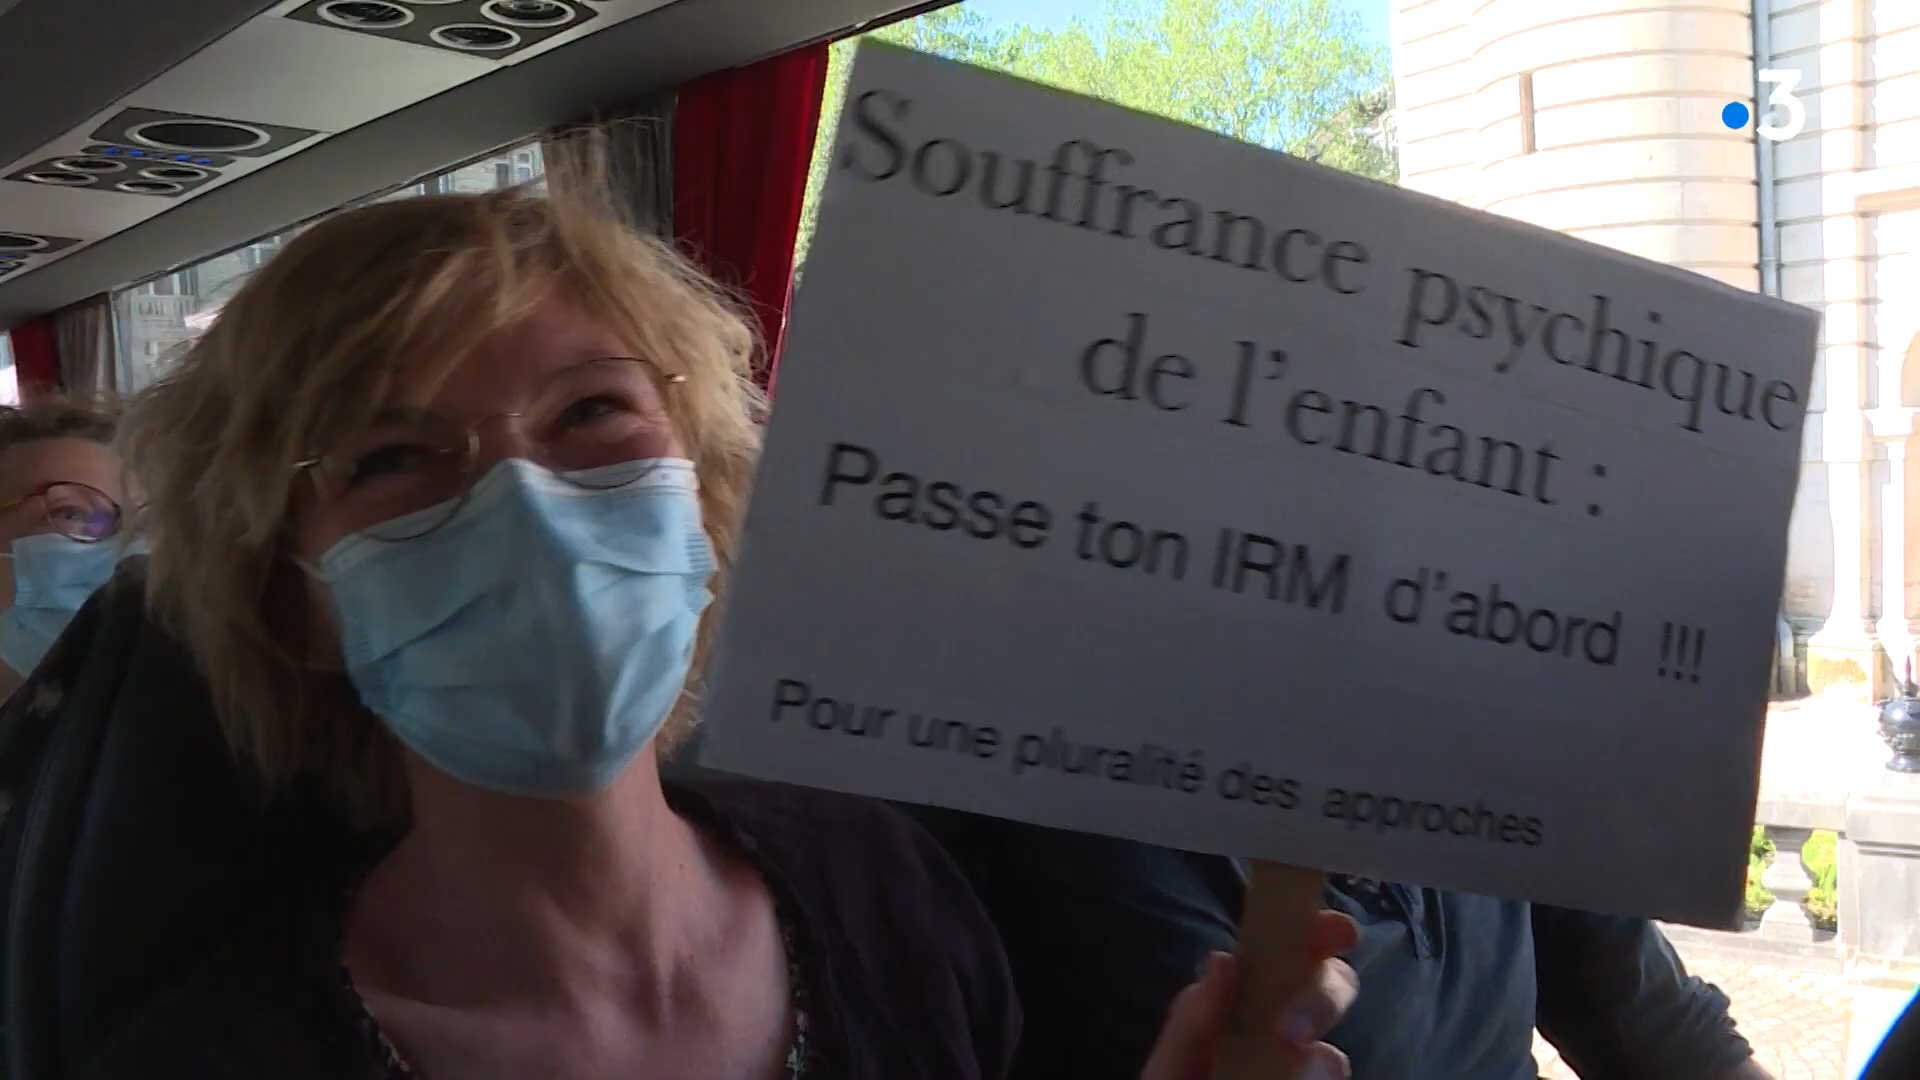 3
Souffrance psychique
de l'enfant :
Passe ton IRM d'abord !!!
Pour une pluralité des approches